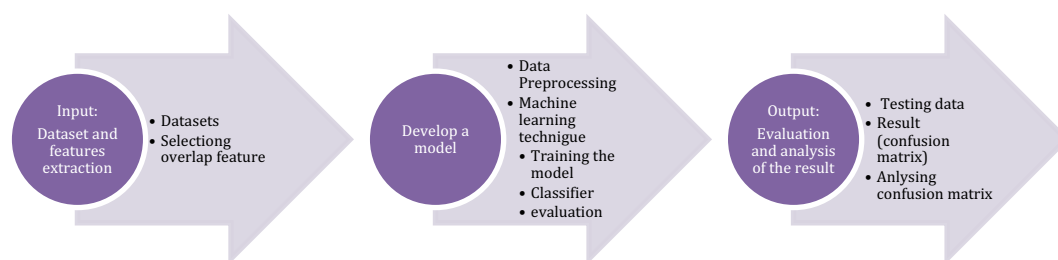 Input:
Dataset and
features
extraction
• Datasets
• Selectiong
overlap feature
Develop a
model
• Data
Preprocessing
• Machine
learning
technigue
• Training the
model
• Classifier
• evaluation
Output:
Evaluation
and analysis
of the result
• Testing data
• Result
(confusion
matrix)
• Anlysing
confusion matrix